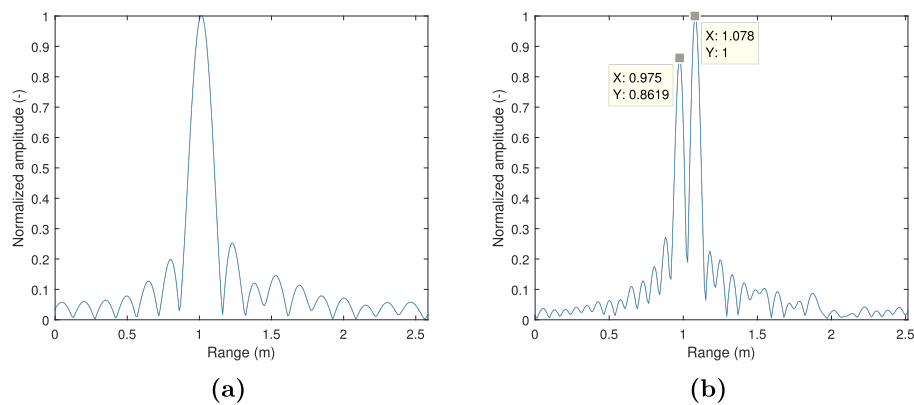 1
0.9
0.8
0.7
0.6
0.5
0.4
0.3
0.2
0.1
0
Normalized amplitude (-)
0 0.5 1 1.5 2 2.5
Range (m)
(a)
1
0.9
0.8
0.7
0.6
0.5
0.4
0.3
0.2
0.1
0
Normalized amplitude (-)
X: 0.975
Y: 0.8619
X: 1.078
Y: 1
0 0.5 1 1.5 2 2.5
Range (m)
(b)